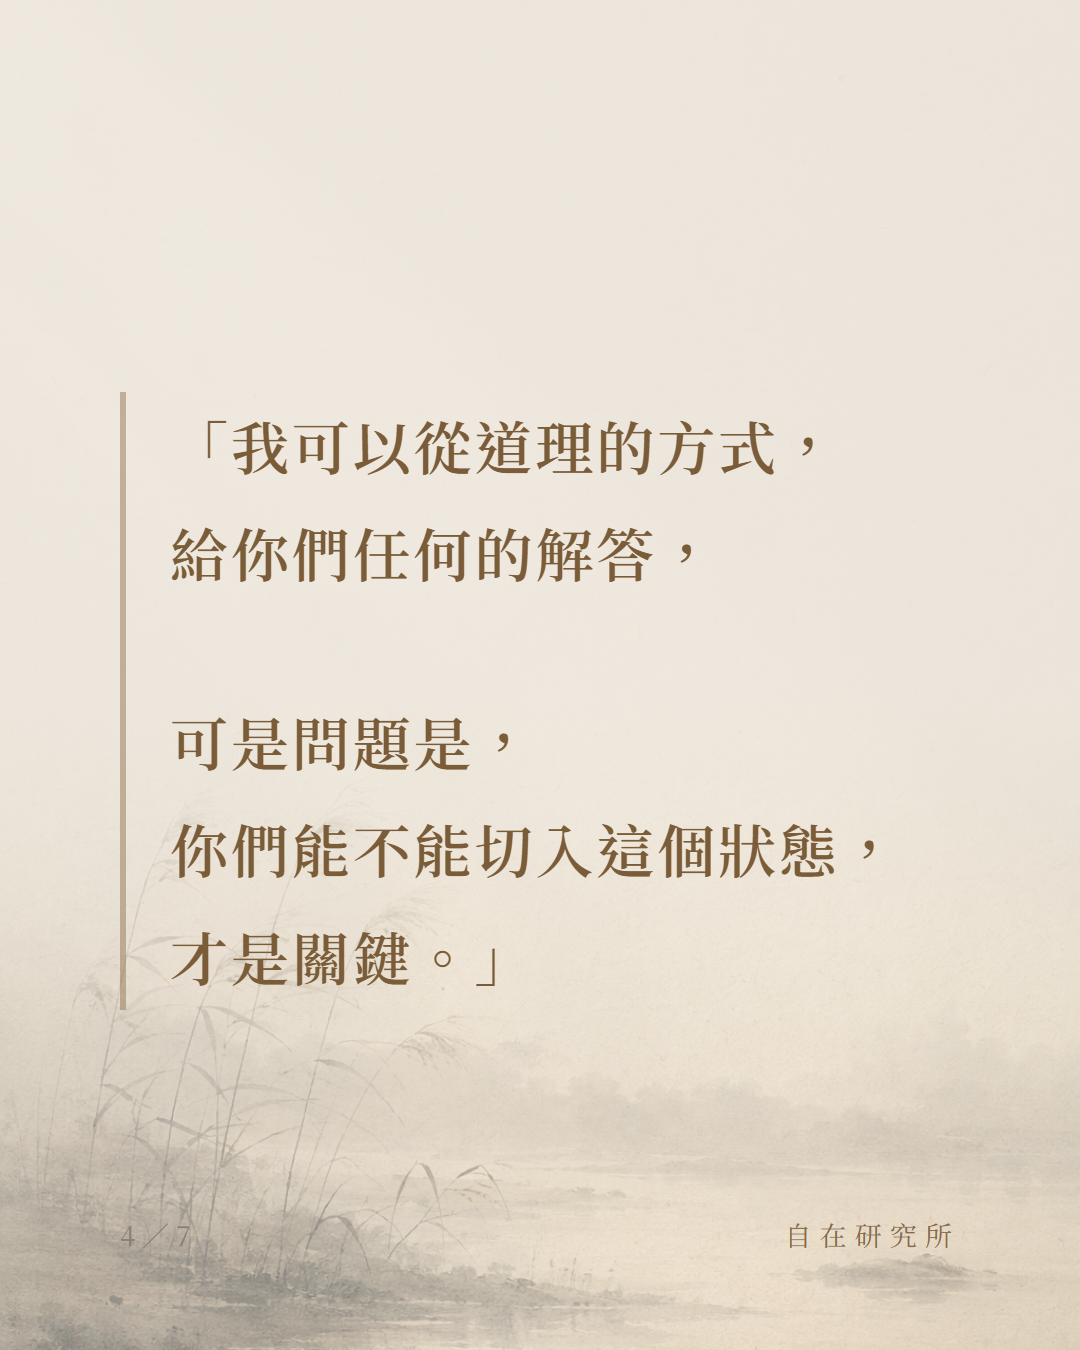 「我可以從道理的方式，
給你們任何的解答，
可是問題是，
你們能不能切入這個狀態，
才是關鍵。」
4／7
自在研究所